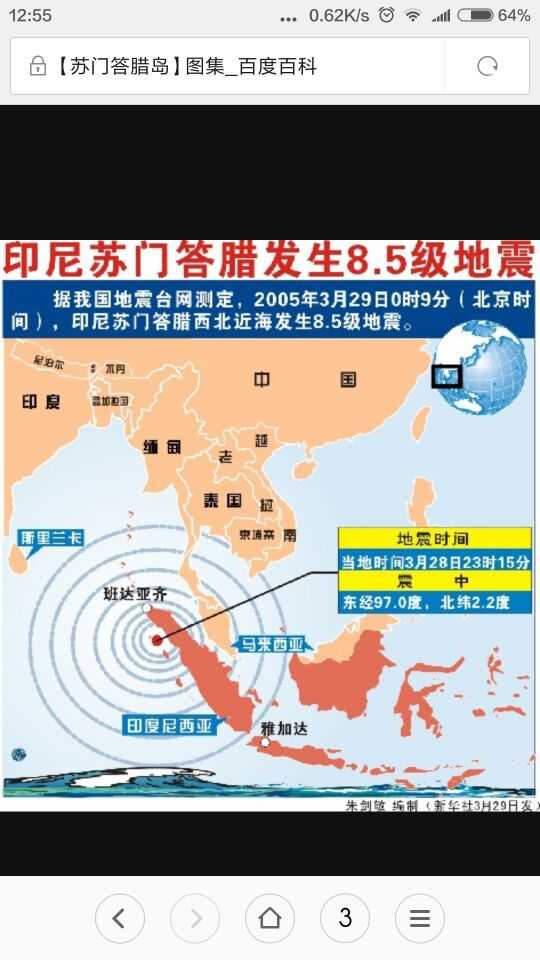 12:55
... 0.62K/s 64%
【苏门答腊岛】图集_百度百科
印尼苏门答腊发生8.5级地震
据我国地震台网测定，2005年3月29日0时9分（北京时
间），印尼苏门答腊西北近海发生8.5级地震。
尼泊尔
不丹
中 国
印 度
孟加拉国
缅 甸
越
老
泰 国
挝
柬埔寨
南
斯里兰卡
地震时间
当地时间3月28日23时15分
震 中
东经97.0度，北纬2.2度
班达亚齐
马来西亚
印度尼西亚
雅加达
朱剑敏 编制（新华社3月29日发）
3